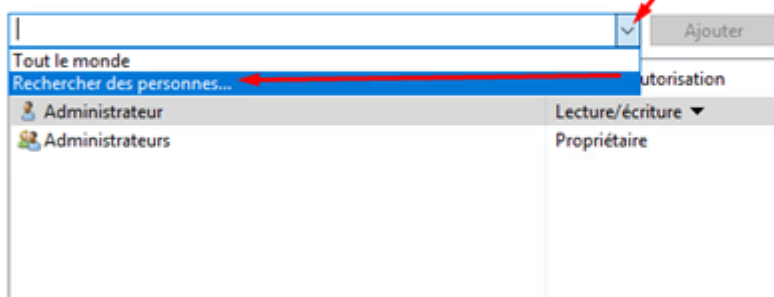 Ajouter
Tout le monde
Rechercher des personnes...
utorisation
Administrateur Lecture/écriture
Administrateurs Propriétaire